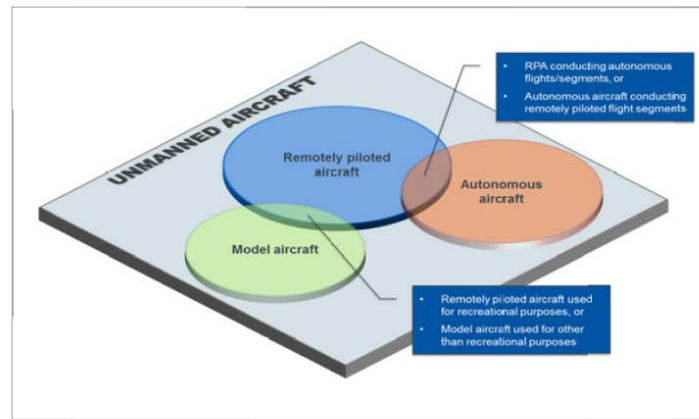 UNMANNED AIRCRAFT
• RPA conducting autonomous
flights/segments, or
• Autonomous aircraft conducting
remotely piloted flight segments
Remotely piloted
aircraft
Autonomous
aircraft
Model aircraft
• Remotely piloted aircraft used
for recreational purposes, or
• Model aircraft used for other
than recreational purposes